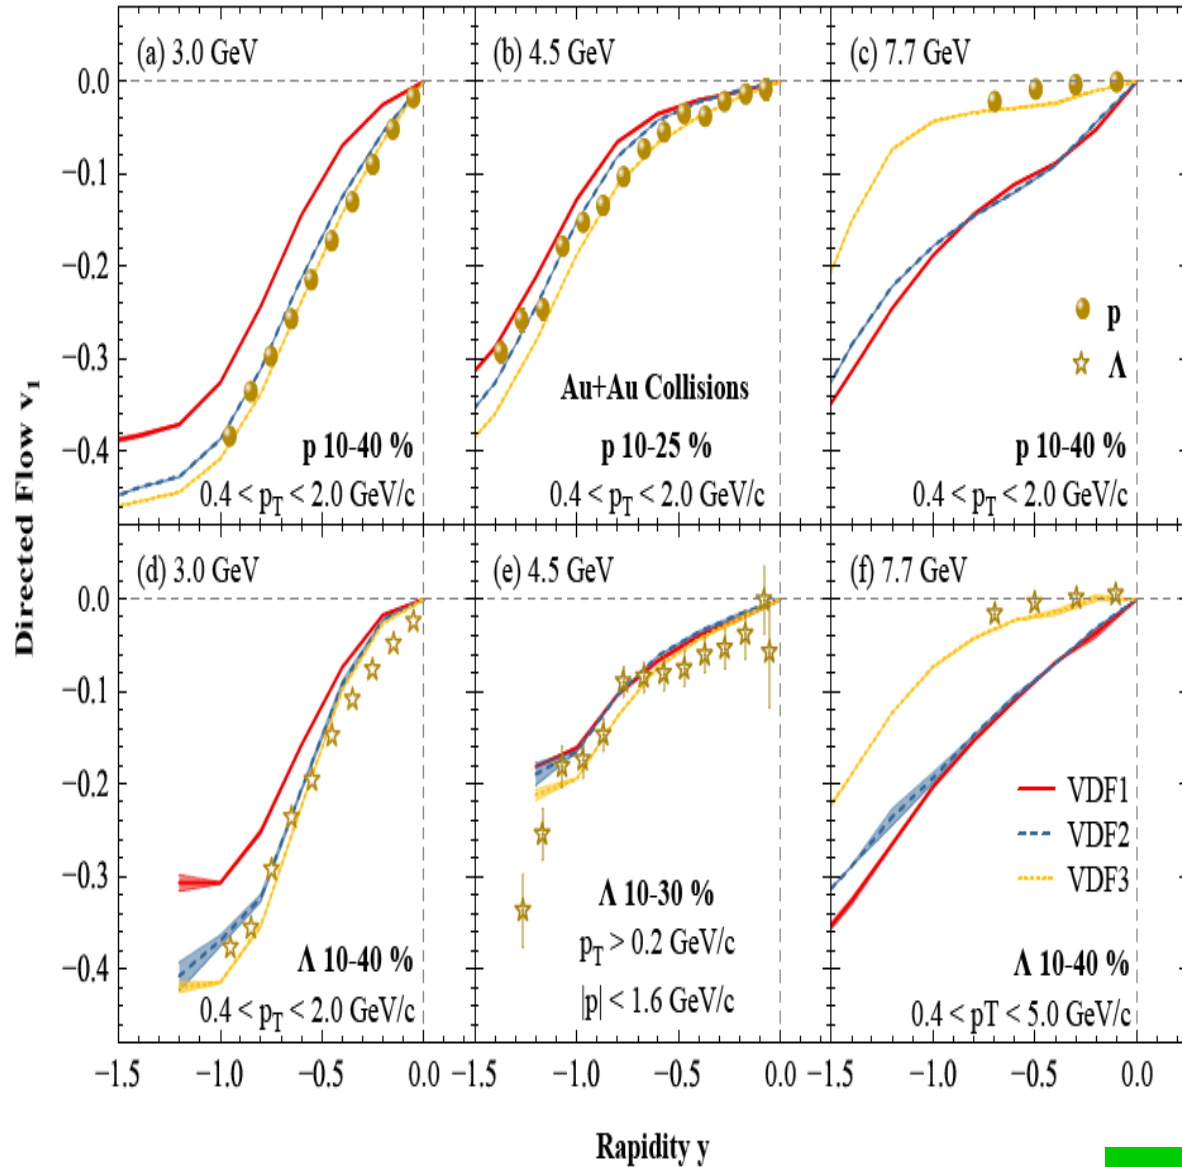 (a) 3.0 GeV
(b) 4.5 GeV
(c) 7.7 GeV
0.0
−0.1
−0.2
−0.3
−0.4
p
Λ
Au+Au Collisions
p 10-40 %
p 10-25 %
p 10-40 %
0.4 < p_T < 2.0 GeV/c
0.4 < p_T < 2.0 GeV/c
0.4 < p_T < 2.0 GeV/c
Directed Flow v₁
(d) 3.0 GeV
(e) 4.5 GeV
(f) 7.7 GeV
0.0
−0.1
−0.2
−0.3
−0.4
VDF1
VDF2
VDF3
Λ 10-40 %
0.4 < p_T < 2.0 GeV/c
Λ 10-30 %
p_T > 0.2 GeV/c
|p| < 1.6 GeV/c
Λ 10-40 %
0.4 < pT < 5.0 GeV/c
−1.5 −1.0 −0.5 0.0 −1.5 −1.0 −0.5 0.0 −1.5 −1.0 −0.5 0.0
Rapidity y